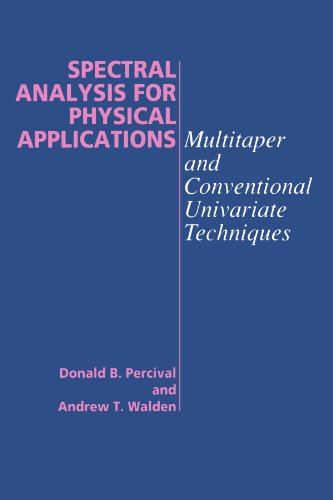 SPECTRAL
ANALYSIS FOR
PHYSICAL
APPLICATIONS
Multitaper
and
Conventional
Univariate
Techniques
Donald B. Percival
and
Andrew T. Walden